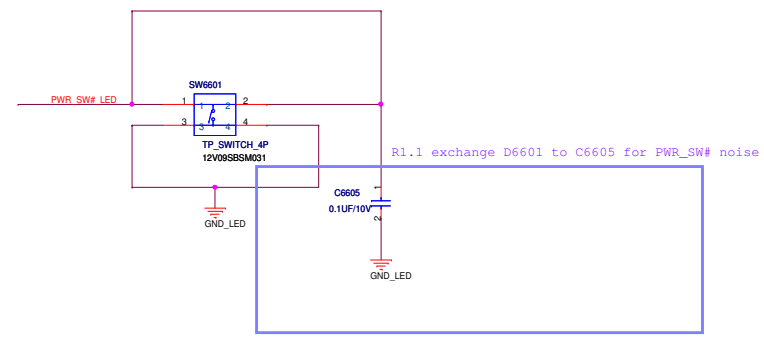 SW6601
PWR_SW#_LED
1 1 2 2
3 3 4 4
TP_SWITCH_4P
12V09SBSM031
R1.1 exchange D6601 to C6605 for PWR_SW# noise
1
C6605
0.1UF/10V
2
GND_LED
GND_LED